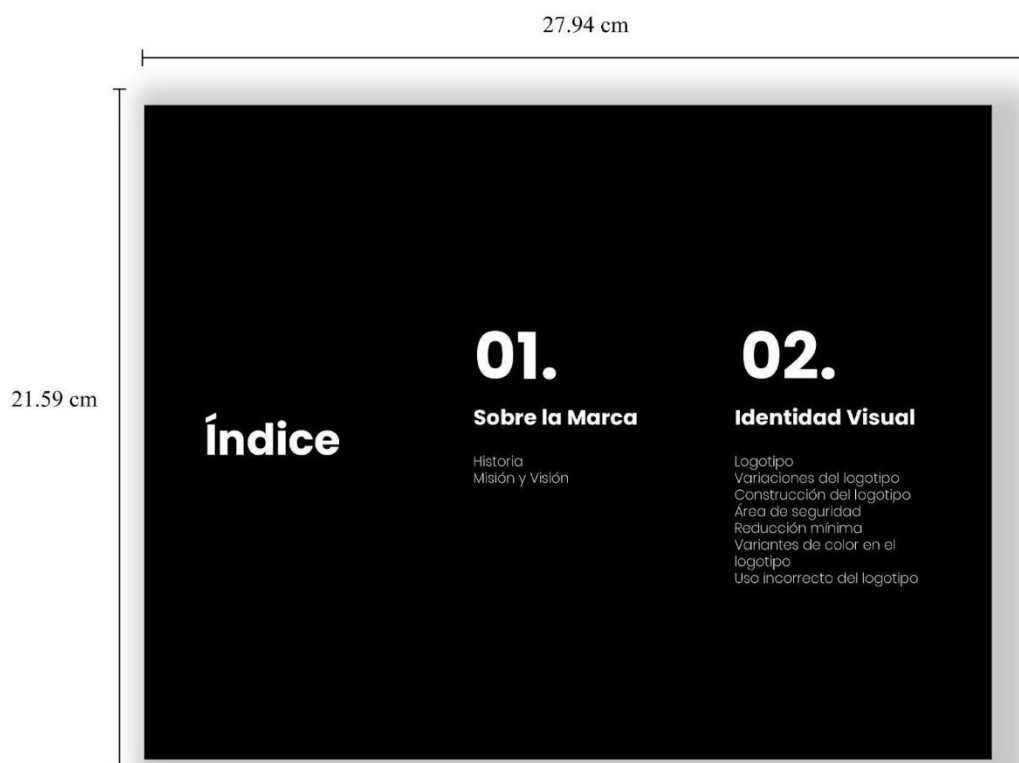 27.94 cm
21.59 cm
Índice
01.
Sobre la Marca
Historia
Misión y Visión
02.
Identidad Visual
Logotipo
Variaciones del logotipo
Construcción del logotipo
Área de seguridad
Reducción mínima
Variantes de color en el
logotipo
Uso incorrecto del logotipo